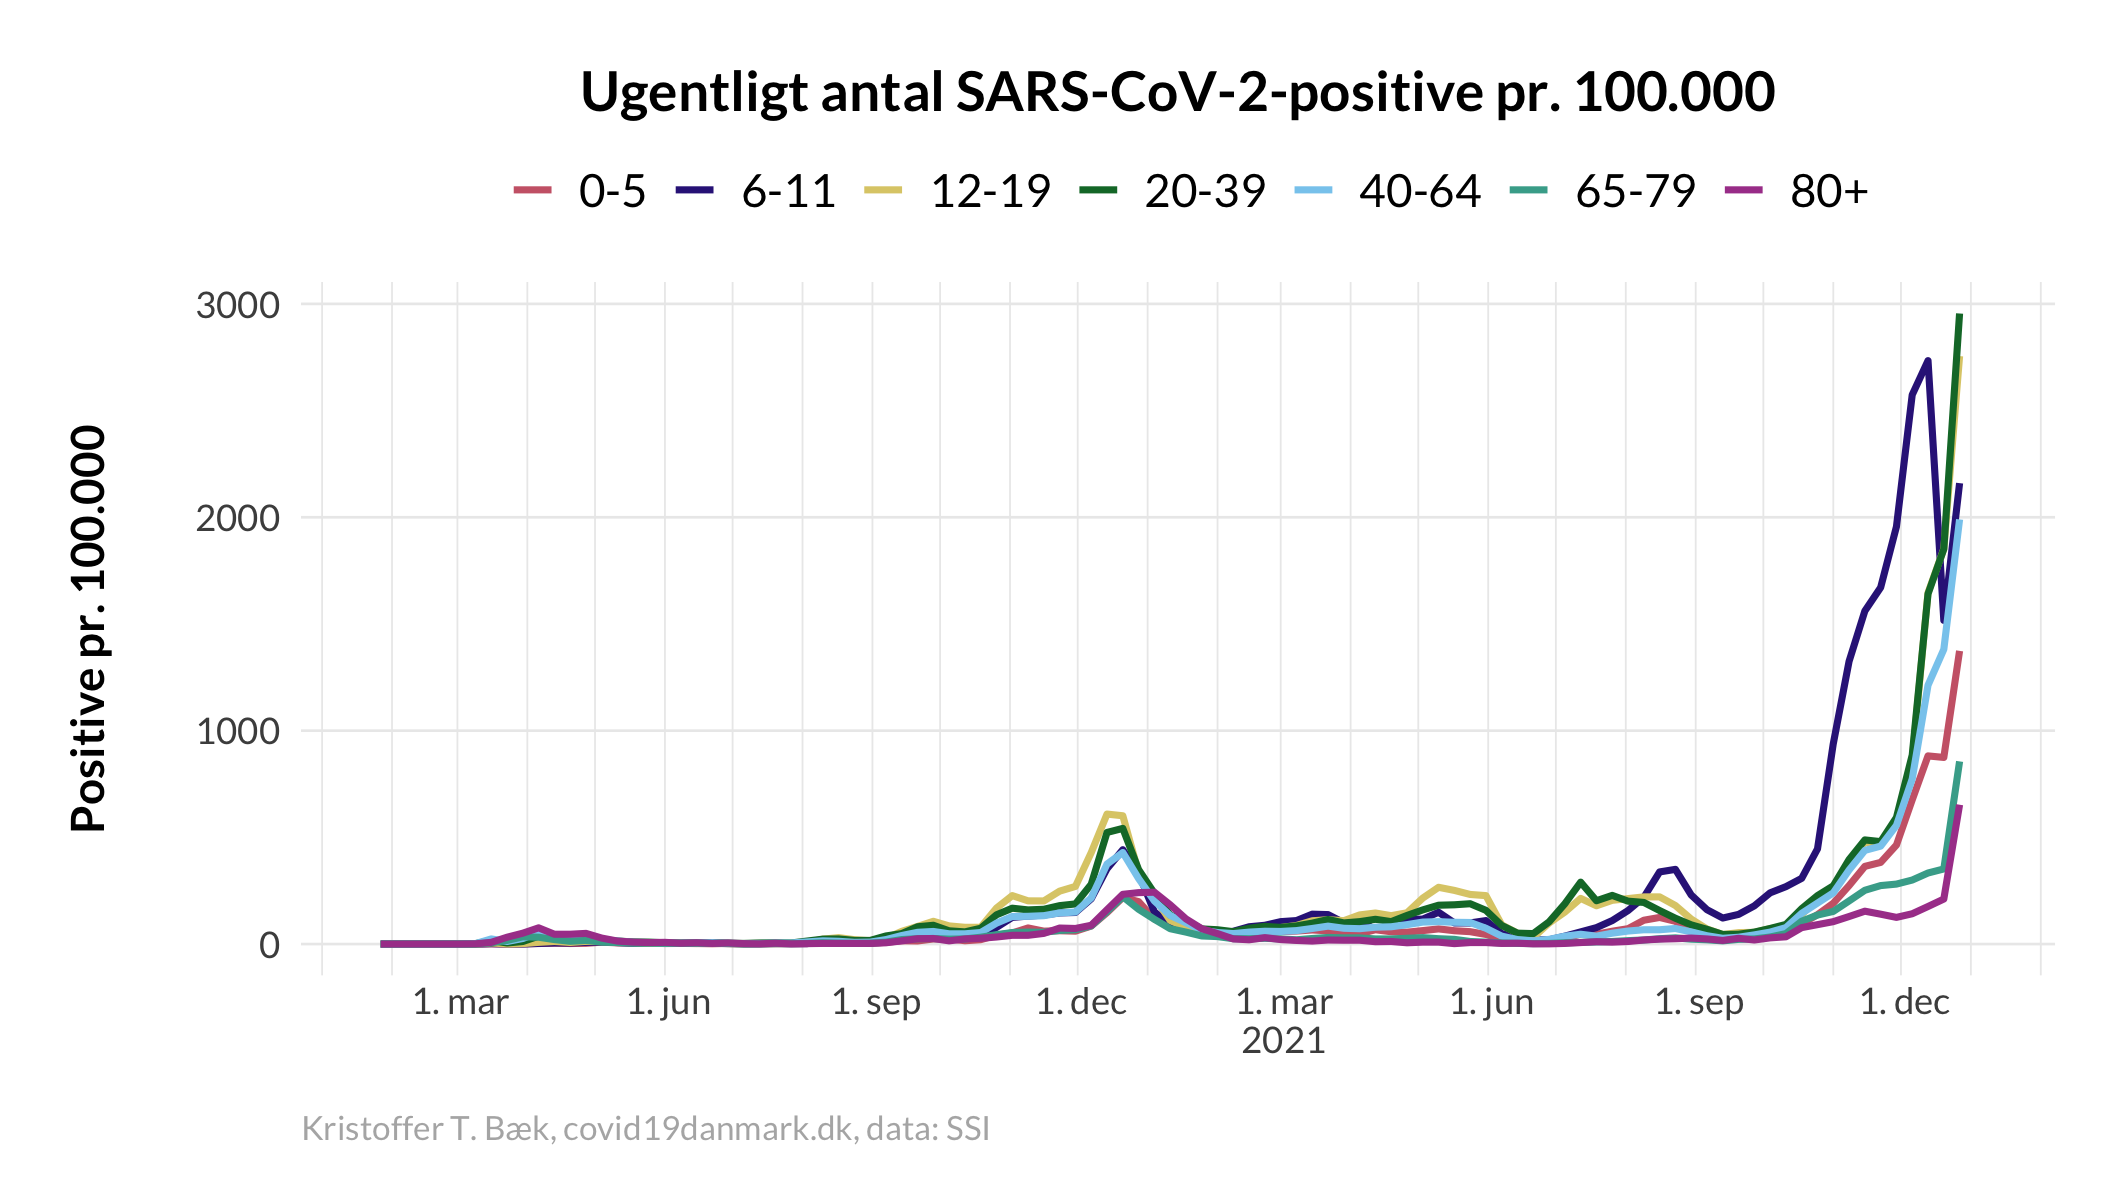 Ugentligt antal SARS-CoV-2-positive pr. 100.000
0-5 6-11 12-19 20-39 40-64 65-79 80+
Positive pr. 100.000
3000
2000
1000
0
1. mar 1. jun 1. sep 1. dec 1. mar 1. jun 1. sep 1. dec
2021
Kristoffer T. Bæk, covid19danmark.dk, data: SSI